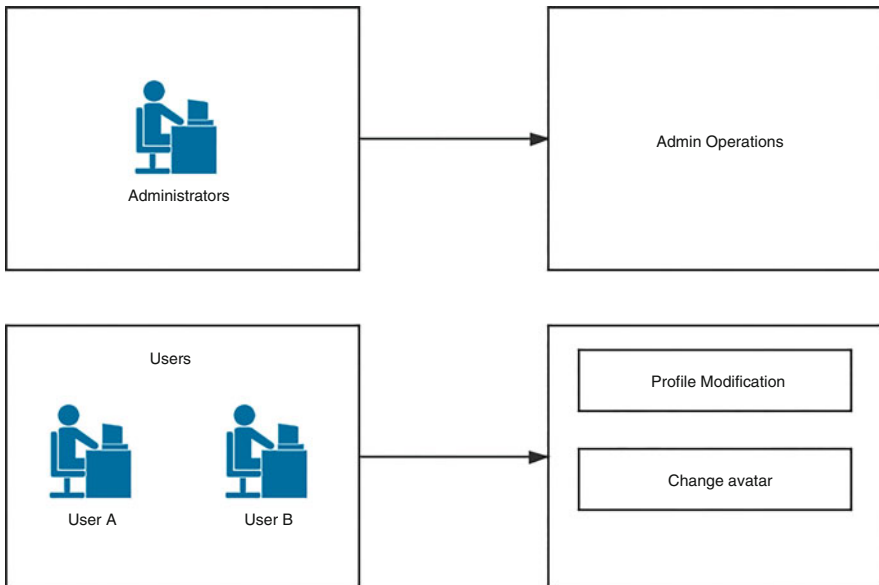 Administrators
Admin Operations
Users
User A
User B
Profile Modification
Change avatar